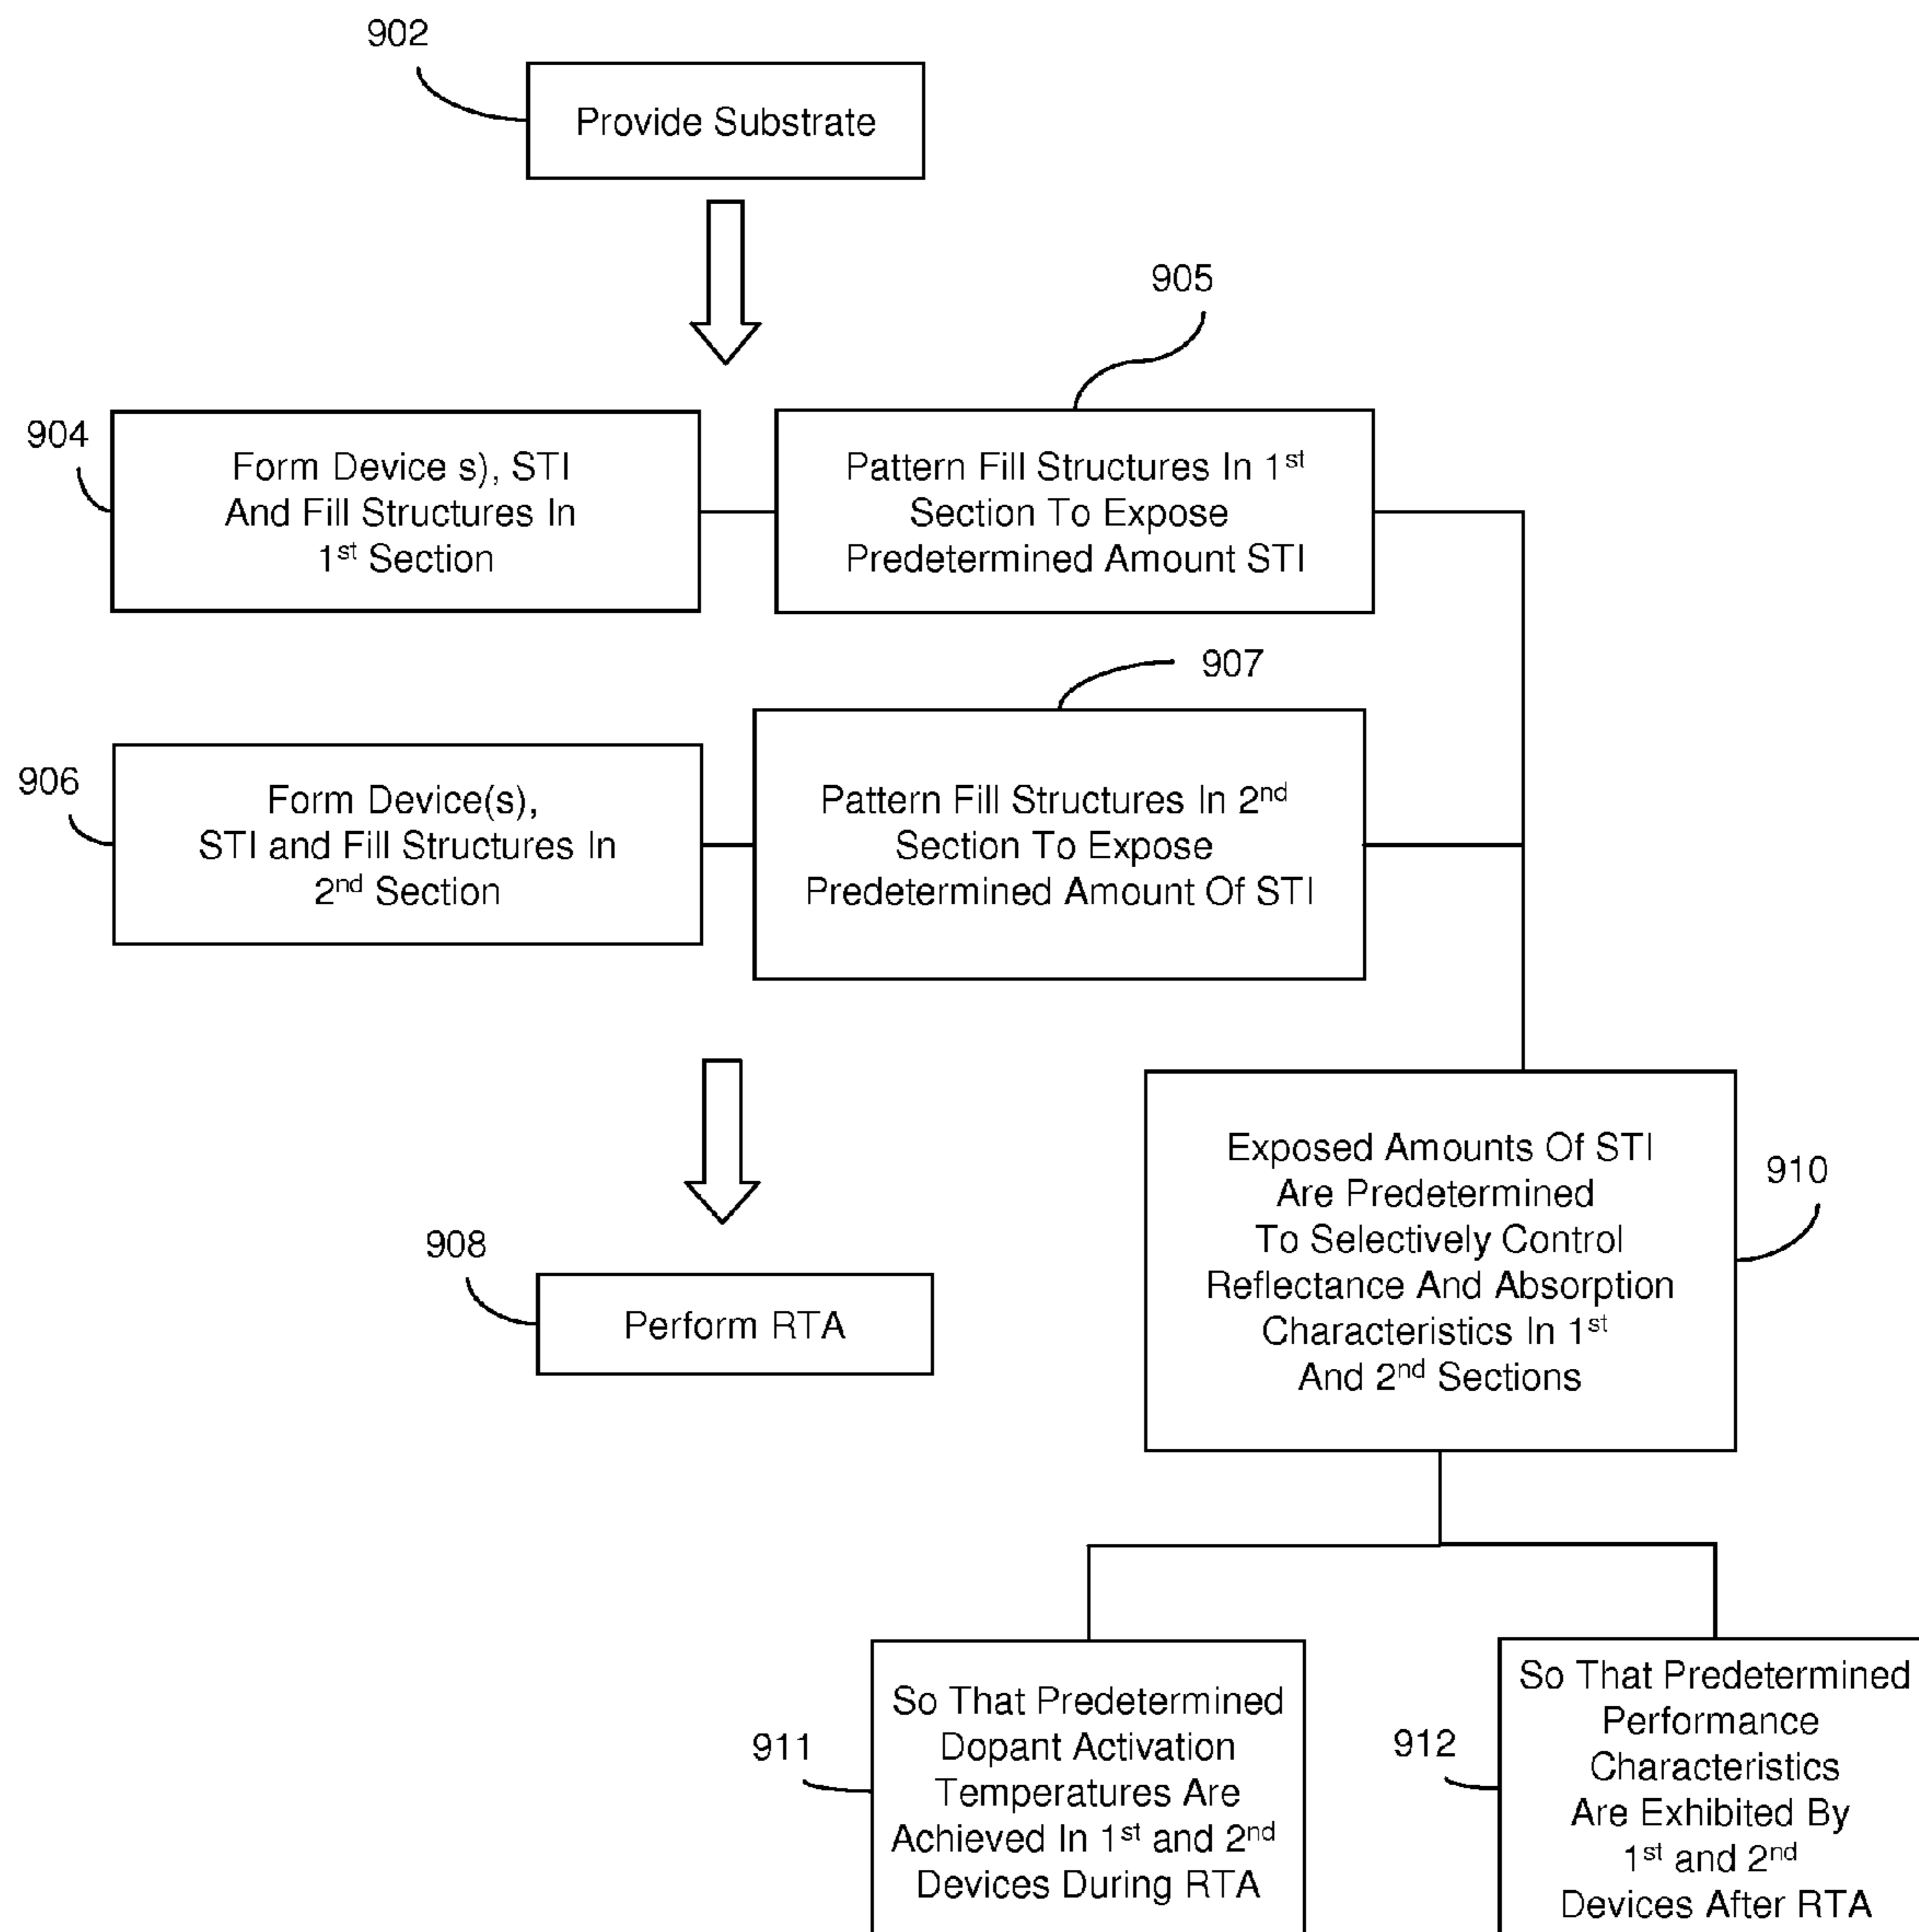 902
Provide Substrate
905
904
Form Device s), STI
And Fill Structures In
1st Section
Pattern Fill Structures In 1st
Section To Expose
Predetermined Amount STI
907
906
Form Device(s),
STI and Fill Structures In
2nd Section
Pattern Fill Structures In 2nd
Section To Expose
Predetermined Amount Of STI
908
Perform RTA
910
Exposed Amounts Of STI
Are Predetermined
To Selectively Control
Reflectance And Absorption
Characteristics In 1st
And 2nd Sections
911
So That Predetermined
Dopant Activation
Temperatures Are
Achieved In 1st and 2nd
Devices During RTA
912
So That Predetermined
Performance
Characteristics
Are Exhibited By
1st and 2nd
Devices After RTA